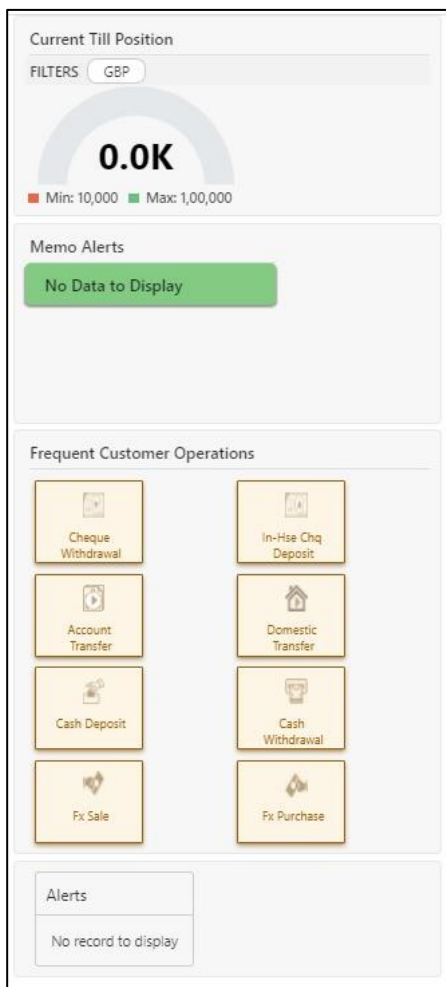 Current Till Position
FILTERS GBP
0.0K
Min: 10,000 Max: 1,00,000
Memo Alerts
No Data to Display
Frequent Customer Operations
Cheque
Withdrawal
In-Hse Chq
Deposit
Account
Transfer
Domestic
Transfer
Cash Deposit
Cash
Withdrawal
Fx Sale
Fx Purchase
Alerts
No record to display